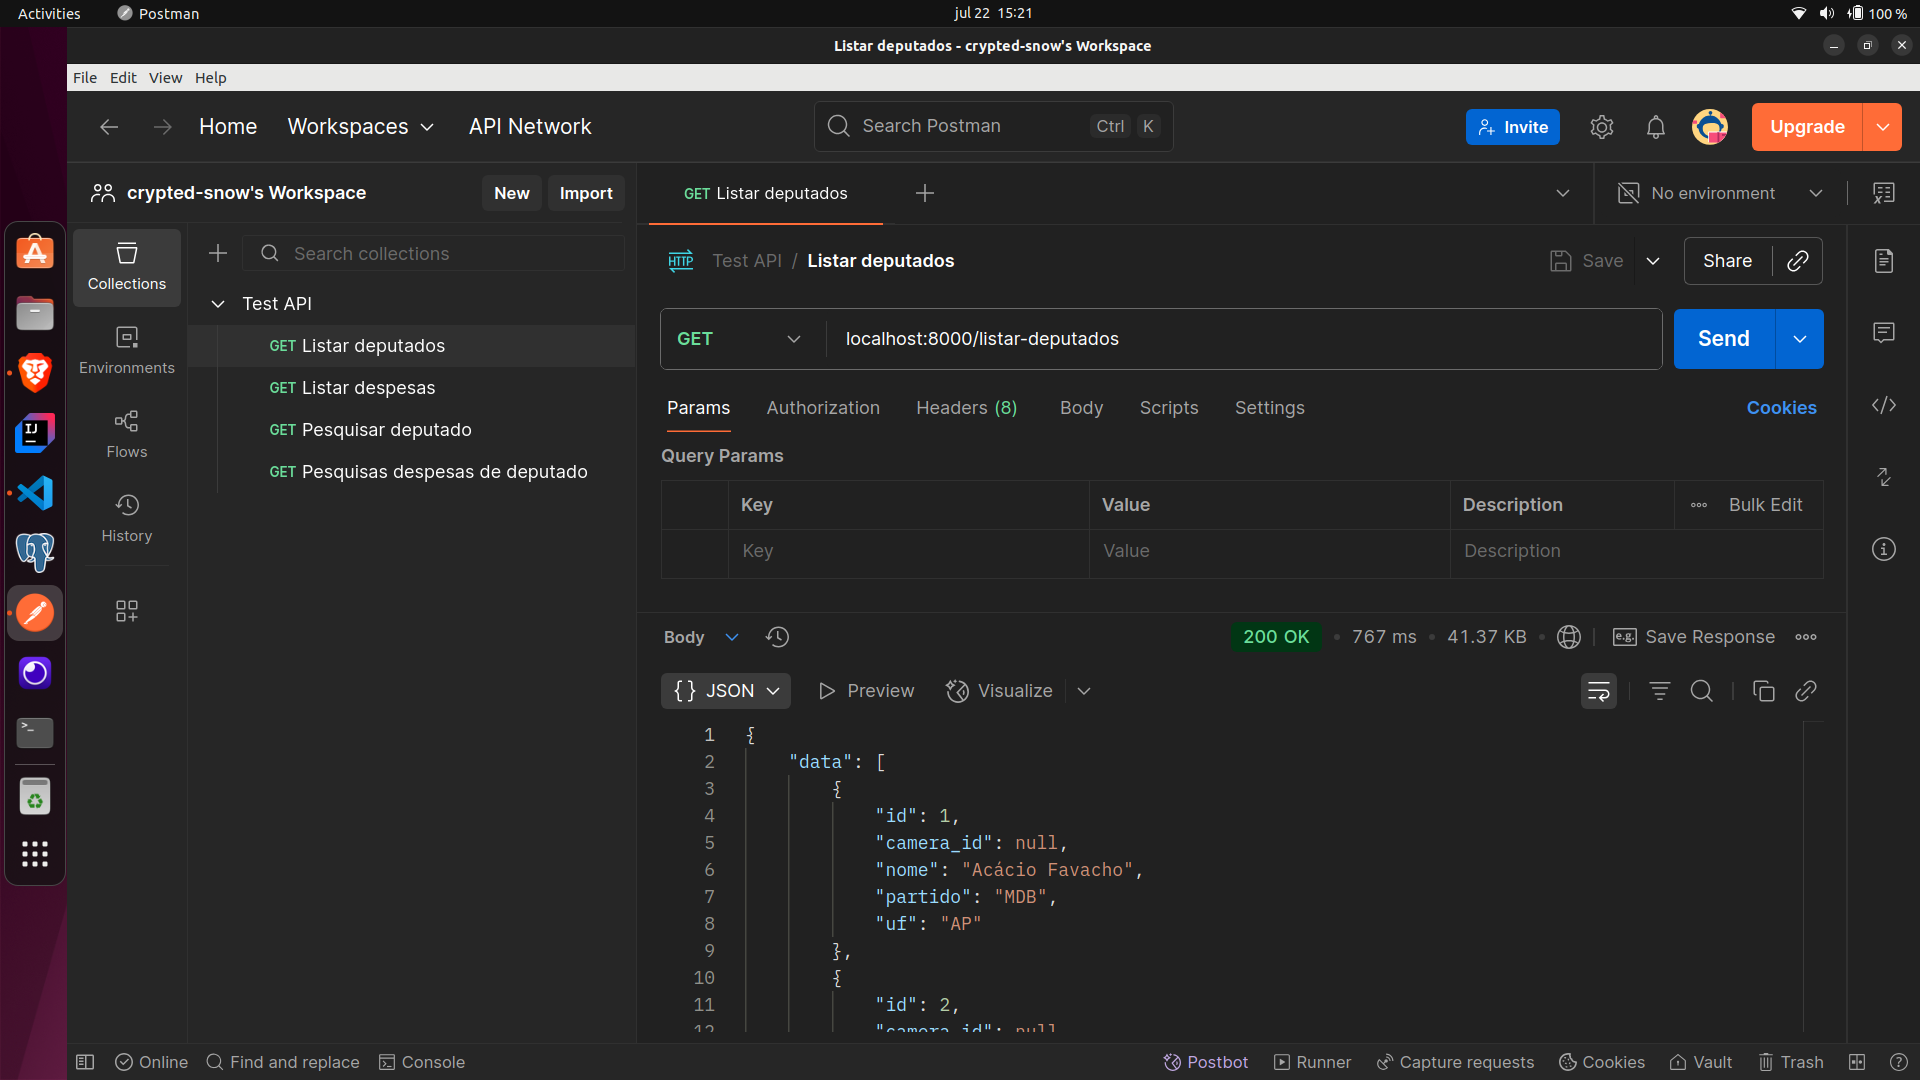 Activities Postman jul 22 15:21 100 %
Listar deputados - crypted-snow's Workspace
File Edit View Help
Home Workspaces API Network Search Postman Ctrl K Invite Upgrade
crypted-snow's Workspace New Import
GET Listar deputados No environment
Collections
Search collections
Test API / Listar deputados Save Share
HTTP
Test API
GET Listar deputados
GET Listar despesas
GET Pesquisar deputado
GET Pesquisas despesas de deputado
Environments
Flows
History
GET localhost:8000/listar-deputados Send
Params Authorization Headers (8) Body Scripts Settings Cookies
Query Params
Key Value Description Bulk Edit
Key Value Description
Body 200 OK 767 ms 41.37 KB e.g. Save Response
{} JSON Preview Visualize
1 {
2 "data": [
3 {
4 "id": 1,
5 "camera_id": null,
6 "nome": "Acácio Favacho",
7 "partido": "MDB",
8 "uf": "AP"
9 },
10 {
11 "id": 2,
12 "camera_id": null
Online Find and replace Console Postbot Runner Capture requests Cookies Vault Trash